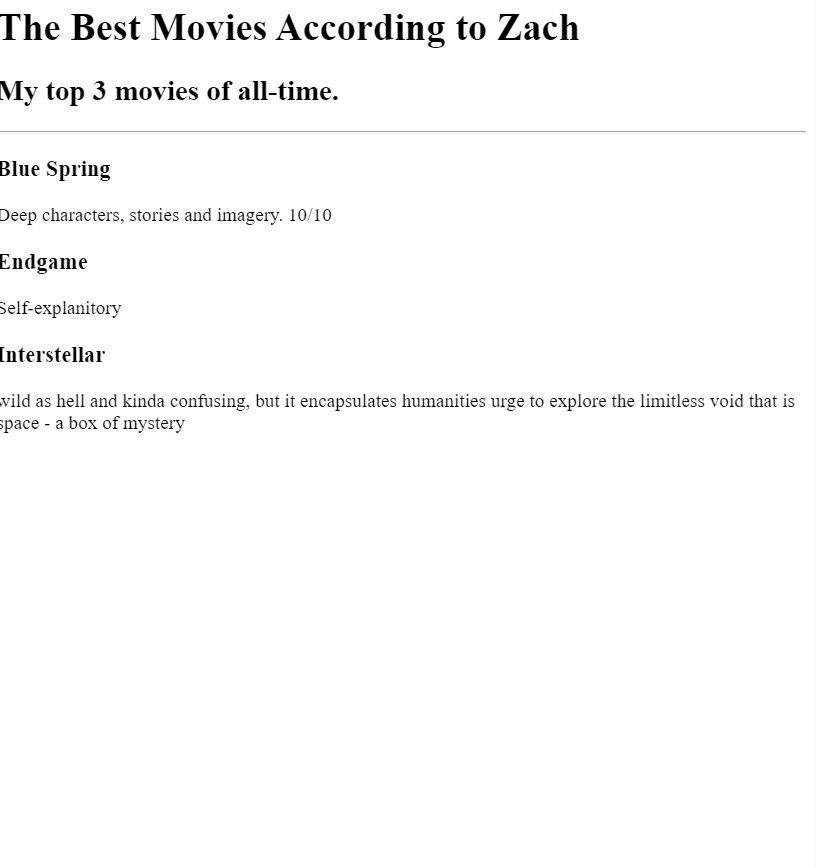 The Best Movies According to Zach
My top 3 movies of all-time.
Blue Spring
Deep characters, stories and imagery. 10/10
Endgame
Self-explanitory
Interstellar
wild as hell and kinda confusing, but it encapsulates humanities urge to explore the limitless void that is
space - a box of mystery